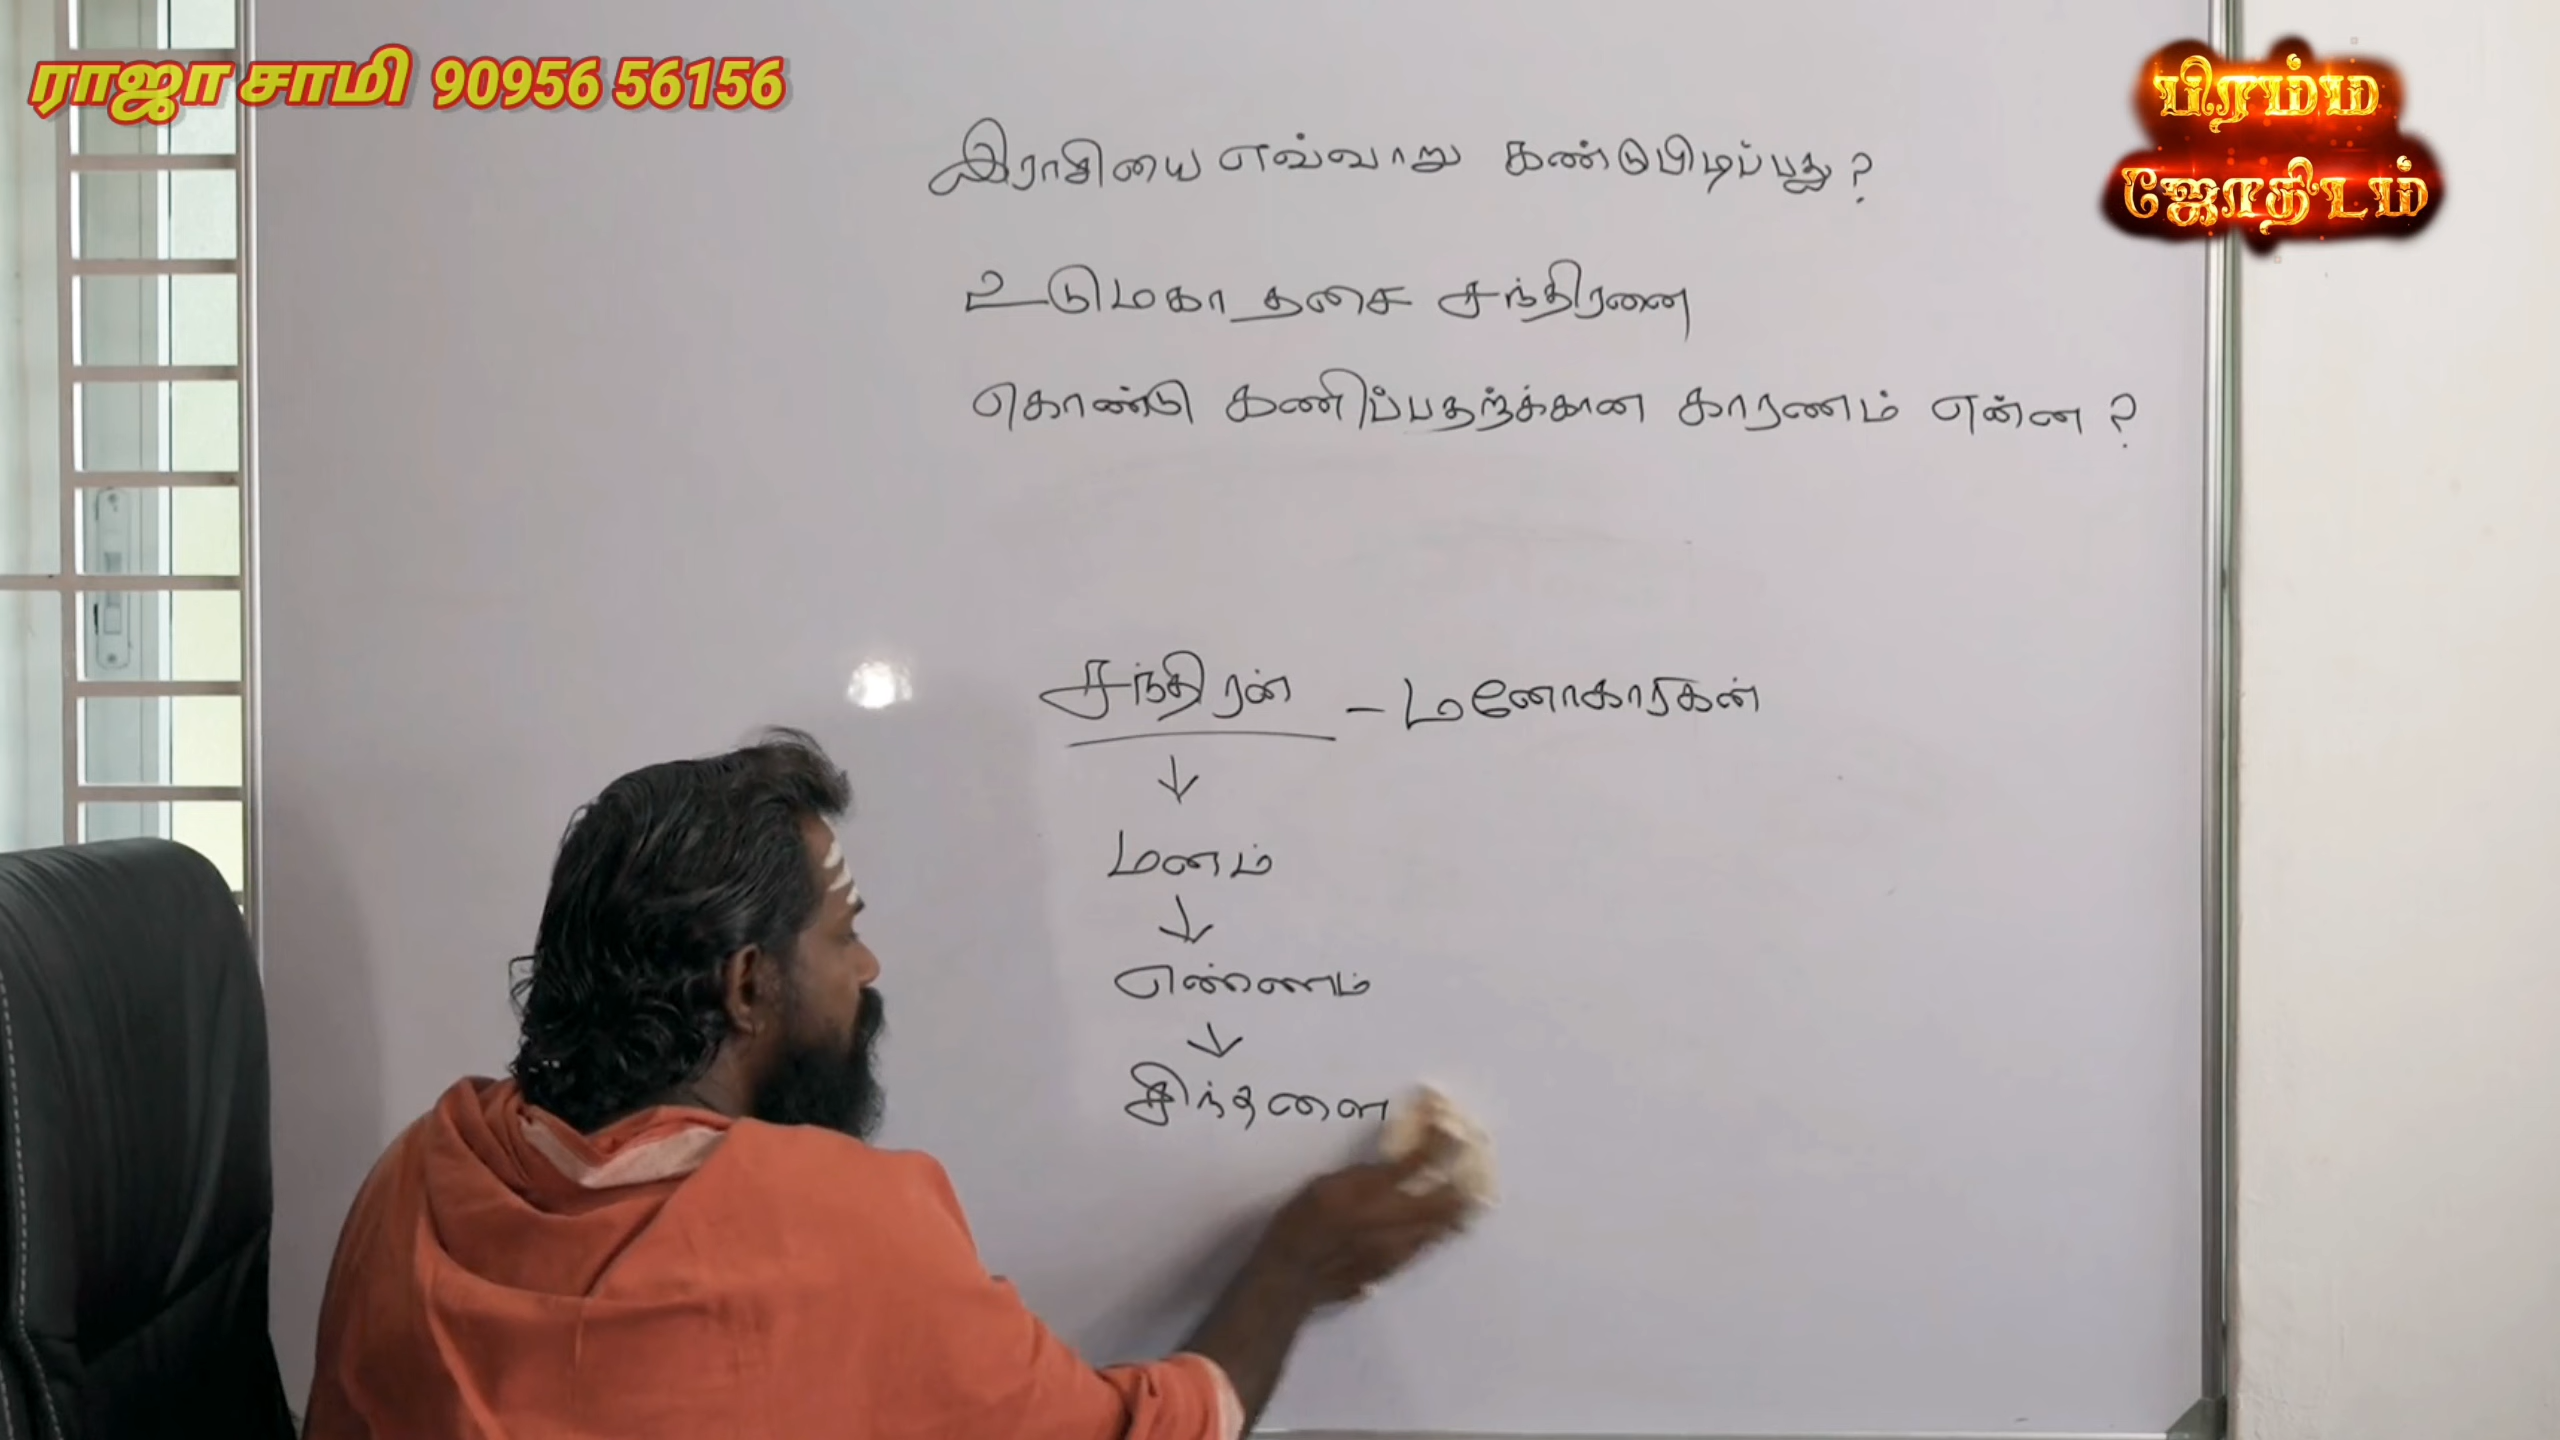 ராஜா சாமி 90956 56156
பிரம்ம
ஜோதிடம்
இராசியை எவ்வாறு கண்டுபிடிப்பது?
உடுமகா தசை சந்திரனை
கொண்டு கணிப்பதற்க்கான காரணம் என்ன?
சந்திரன் - மனோகாரகன்
↓
மனம்
↓
எண்ணம்
↓
சிந்தளை